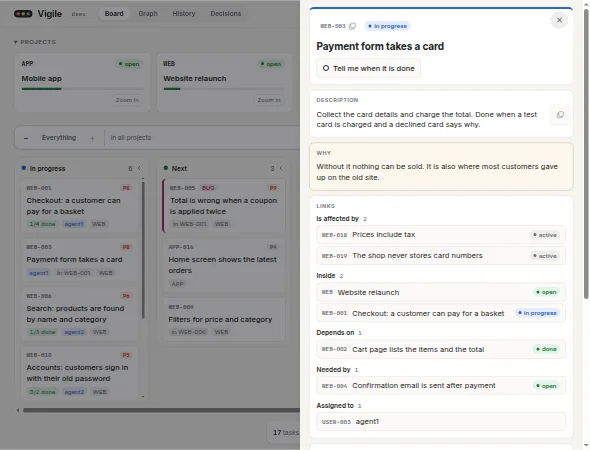 Vigile
demo
Board
Graph
History
Decisions
▾ PROJECTS
APP
open
Mobile app
Zoom in
WEB
open
Website relaunch
Zoom in
− Everything + in all projects
In progress 6 ‹
WEB-001 P8
Checkout: a customer can
pay for a basket
1/4 done agent1 WEB
WEB-003 P8
Payment form takes a card
agent1 in WEB-001 WEB
WEB-006 P6
Search: products are found
by name and category
1/3 done agent2 WEB
WEB-010 P5
Accounts: customers sign in
with their old password
0/2 done agent2 WEB
Next 3 ‹
WEB-005 BUG P9
Total is wrong when a coupon
is applied twice
in WEB-001 WEB
APP-016 P4
Home screen shows the latest
orders
APP
WEB-009
Filters for price and category
in WEB-006 WEB
17 tasks
WEB-003 in progress
Payment form takes a card
Tell me when it is done
DESCRIPTION
Collect the card details and charge the total. Done when a test
card is charged and a declined card says why.
WHY
Without it nothing can be sold. It is also where most customers gave
up on the old site.
LINKS
Is affected by 2
WEB-018 Prices include tax active
WEB-019 The shop never stores card numbers active
Inside 2
WEB Website relaunch open
WEB-001 Checkout: a customer can pay for a basket in progress
Depends on 1
WEB-002 Cart page lists the items and the total done
Needed by 1
WEB-004 Confirmation email is sent after payment open
Assigned to 1
USER-003 agent1